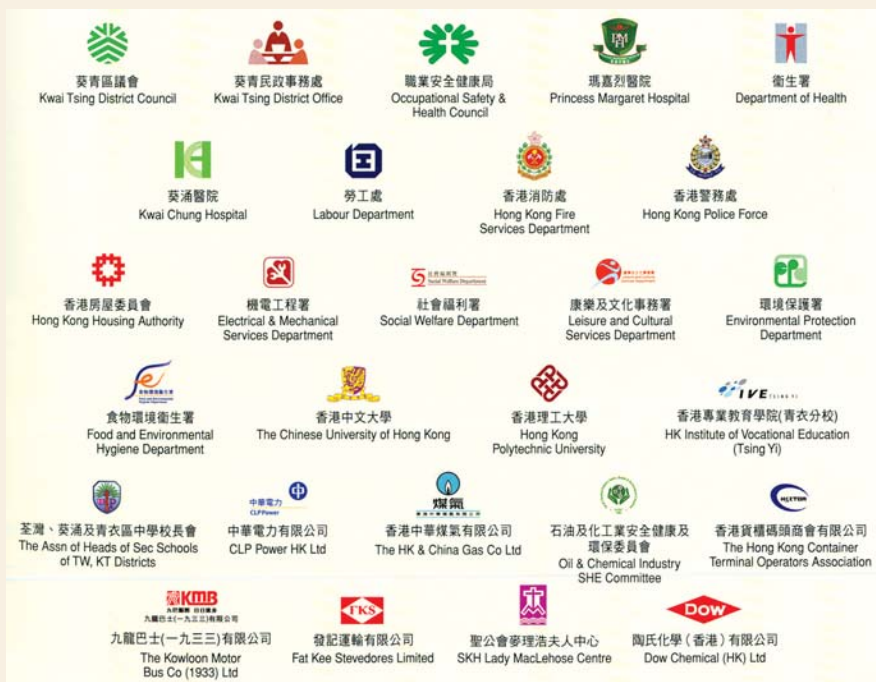 葵青區議會
Kwai Tsing District Council
葵青民政事務處
Kwai Tsing District Office
職業安全健康局
Occupational Safety &
Health Council
瑪嘉烈醫院
Princess Margaret Hospital
衞生署
Department of Health
葵涌醫院
Kwai Chung Hospital
勞工處
Labour Department
香港消防處
Hong Kong Fire
Services Department
香港警務處
Hong Kong Police Force
香港房屋委員會
Hong Kong Housing Authority
機電工程署
Electrical & Mechanical
Services Department
社會福利署
Social Welfare Department
社會福利署
Social Welfare Department
康樂及文化事務署
Leisure and Cultural
Services Department
環境保護署
Environmental Protection
Department
食物環境衞生署
Food and Environmental
Hygiene Department
香港中文大學
The Chinese University of Hong Kong
香港理工大學
Hong Kong
Polytechnic University
IVE TSING YI
香港專業教育學院(青衣分校)
HK Institute of Vocational Education
(Tsing Yi)
荃灣、葵涌及青衣區中學校長會
The Assn of Heads of Sec Schools
of TW, KT Districts
中華電力
CLP Power
中華電力有限公司
CLP Power HK Ltd
煤氣
香港中華煤氣有限公司
The HK & China Gas Co Ltd
石油及化工業安全健康及
環保委員會
Oil & Chemical Industry
SHE Committee
HKCTOA
香港貨櫃碼頭商會有限公司
The Hong Kong Container
Terminal Operators Association
KMB
九龍巴士(一九三三)有限公司
九龍巴士(一九三三)有限公司
The Kowloon Motor
Bus Co (1933) Ltd
FKS
發記運輸有限公司
Fat Kee Stevedores Limited
聖公會麥理浩夫人中心
SKH Lady MacLehose Centre
Dow
陶氏化學(香港)有限公司
Dow Chemical (HK) Ltd